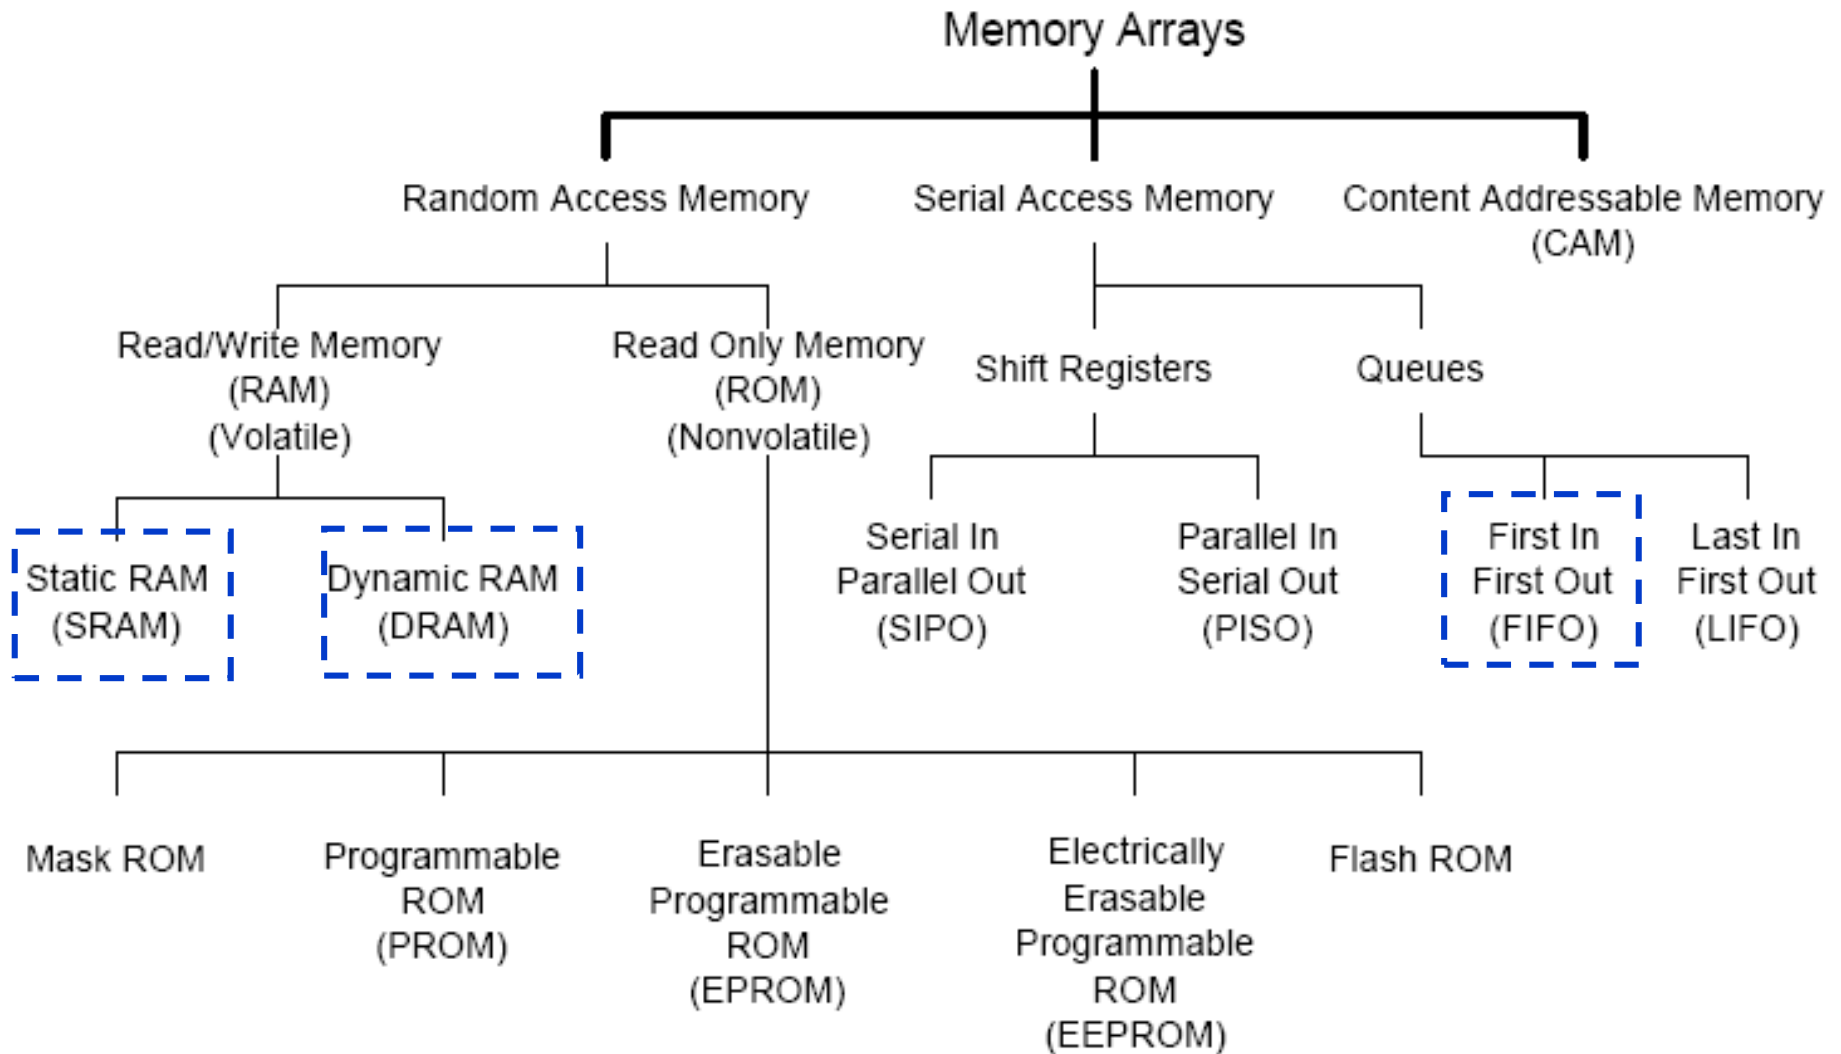 Memory Arrays
Random Access Memory
Serial Access Memory
Content Addressable Memory
(CAM)
Read/Write Memory
(RAM)
(Volatile)
Read Only Memory
(ROM)
(Nonvolatile)
Shift Registers
Queues
Static RAM
(SRAM)
Dynamic RAM
(DRAM)
Serial In
Parallel Out
(SIPO)
Parallel In
Serial Out
(PISO)
First In
First Out
(FIFO)
Last In
First Out
(LIFO)
Mask ROM
Programmable
ROM
(PROM)
Erasable
Programmable
ROM
(EPROM)
Electrically
Erasable
Programmable
ROM
(EEPROM)
Flash ROM